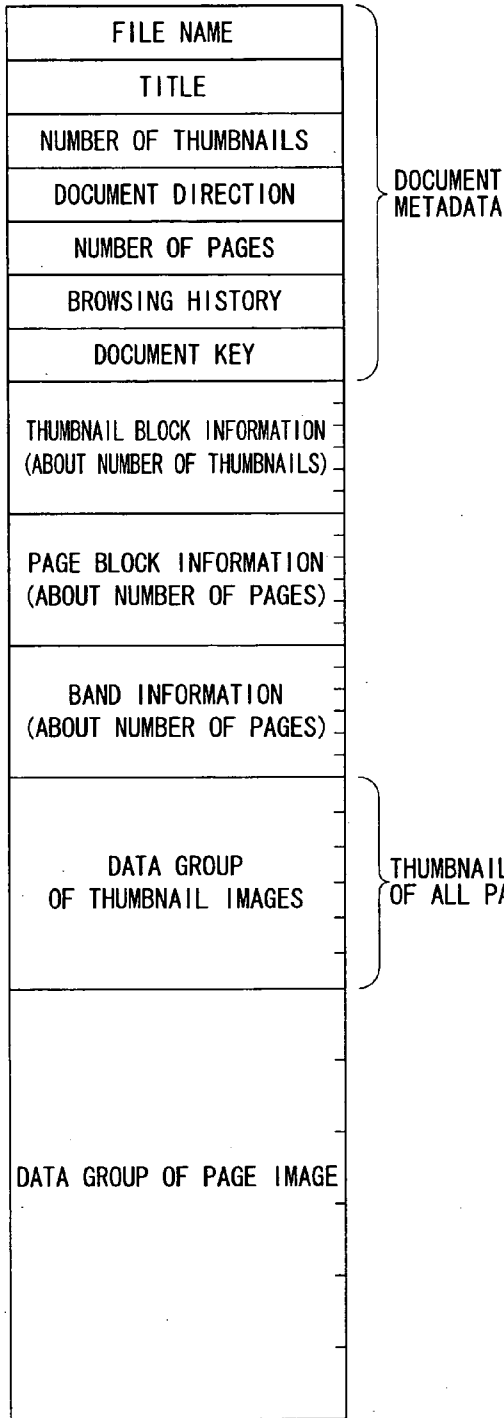 FILE NAME
TITLE
NUMBER OF THUMBNAILS
DOCUMENT DIRECTION
NUMBER OF PAGES
BROWSING HISTORY
DOCUMENT KEY
DOCUMENT
METADATA
THUMBNAIL BLOCK INFORMATION
(ABOUT NUMBER OF THUMBNAILS)
PAGE BLOCK INFORMATION
(ABOUT NUMBER OF PAGES)
BAND INFORMATION
(ABOUT NUMBER OF PAGES)
DATA GROUP
OF THUMBNAIL IMAGES
THUMBNAIL
OF ALL
DATA GROUP OF PAGE IMAGE